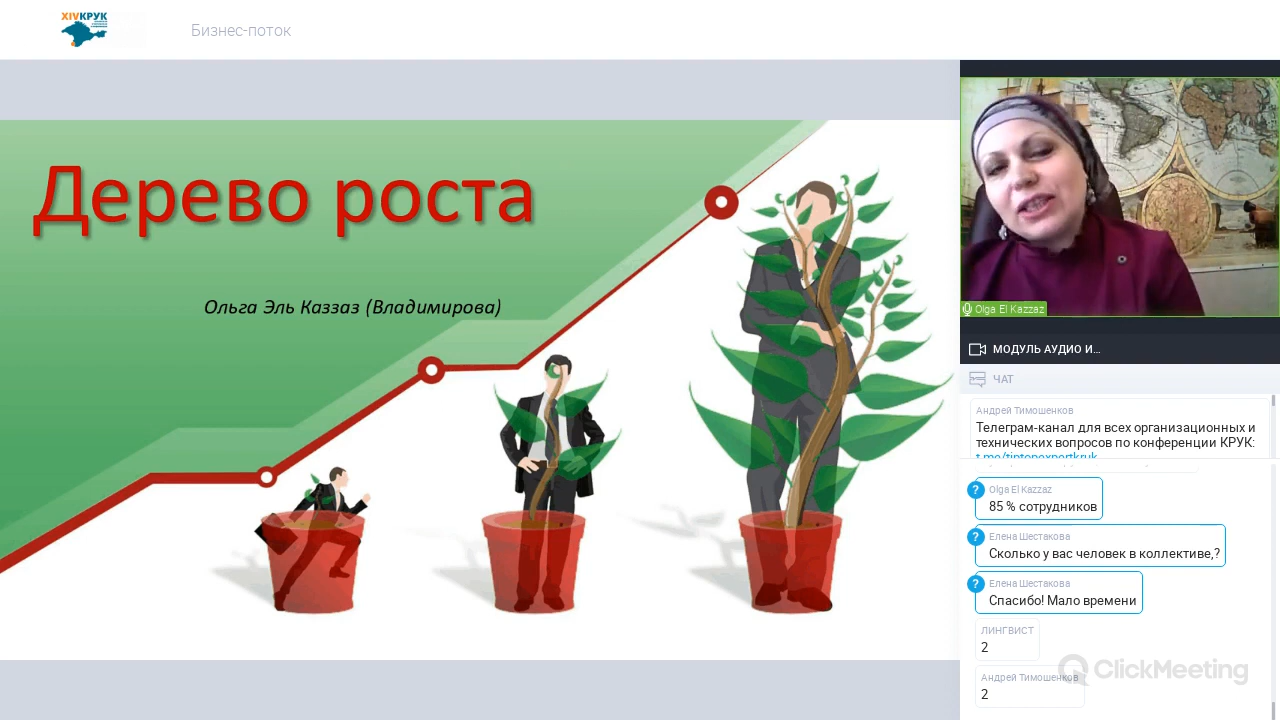 XIVКРУК
Бизнес-поток
Дерево роста
Ольга Эль Каззаз (Владимирова)
Olga El Kazzaz
МОДУЛЬ АУДИО И...
ЧАТ
Андрей Тимошенков
Телеграм-канал для всех организационных и
технических вопросов по конференции КРУК:
t.me/tiptopexpertkruk
? Olga El Kazzaz
85 % сотрудников
? Елена Шестакова
Сколько у вас человек в коллективе,?
? Елена Шестакова
Спасибо! Мало времени
ЛИНГВИСТ
2
ClickMeeting
Андрей Тимошенков
2